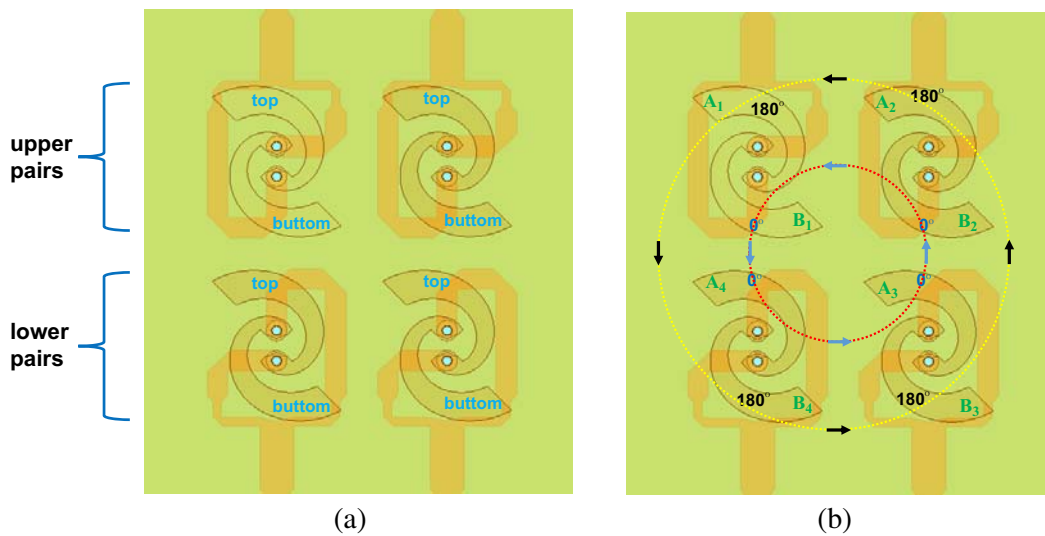 upper
pairs
lower
pairs
top
top
buttom
buttom
top
top
buttom
buttom
(a)
A1
180°
A2
180°
B1
0°
0°
B2
A4
0°
A3
0°
180°
B4
180°
B3
(b)